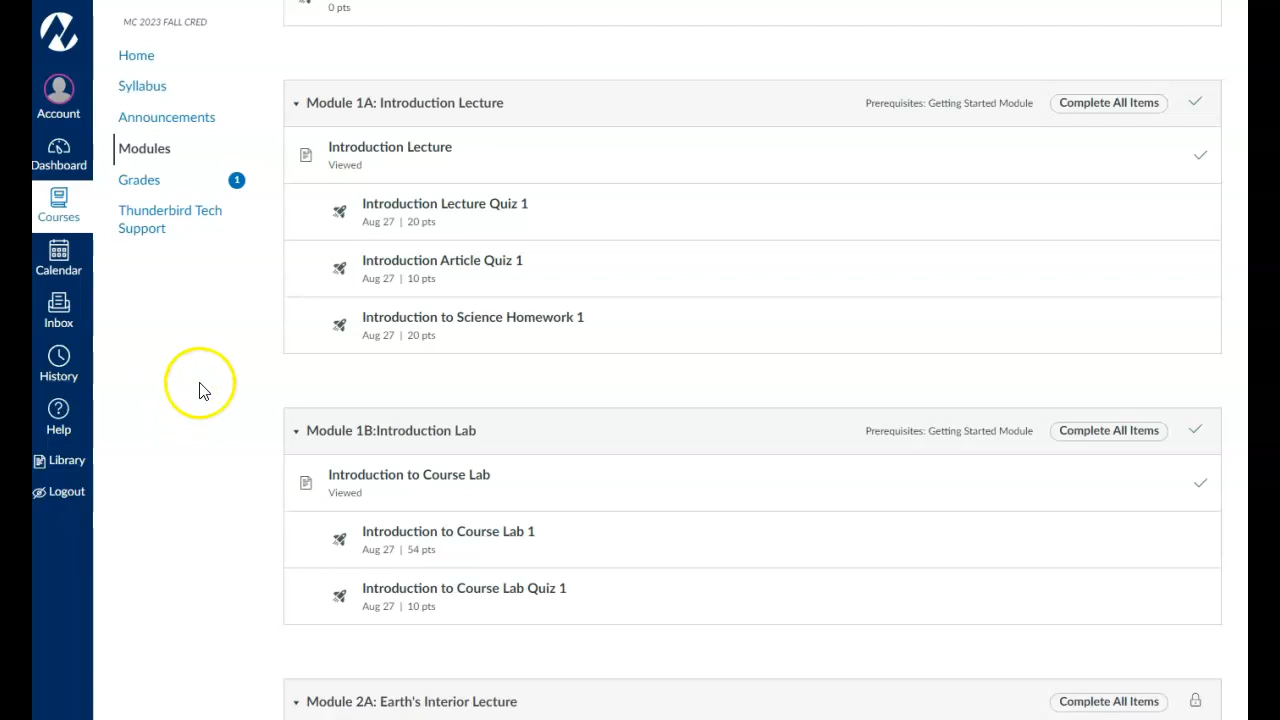 MC 2023 FALL CRED
Account
Dashboard
Courses
Calendar
Inbox
History
Help
Library
Logout
Home
Syllabus
Announcements
Modules
Grades 1
Thunderbird Tech
Support
0 pts
Module 1A: Introduction Lecture Prerequisites: Getting Started Module Complete All Items
Introduction Lecture
Viewed
Introduction Lecture Quiz 1
Aug 27 | 20 pts
Introduction Article Quiz 1
Aug 27 | 10 pts
Introduction to Science Homework 1
Aug 27 | 20 pts
Module 1B:Introduction Lab Prerequisites: Getting Started Module Complete All Items
Introduction to Course Lab
Viewed
Introduction to Course Lab 1
Aug 27 | 54 pts
Introduction to Course Lab Quiz 1
Aug 27 | 10 pts
Module 2A: Earth's Interior Lecture Complete All Items